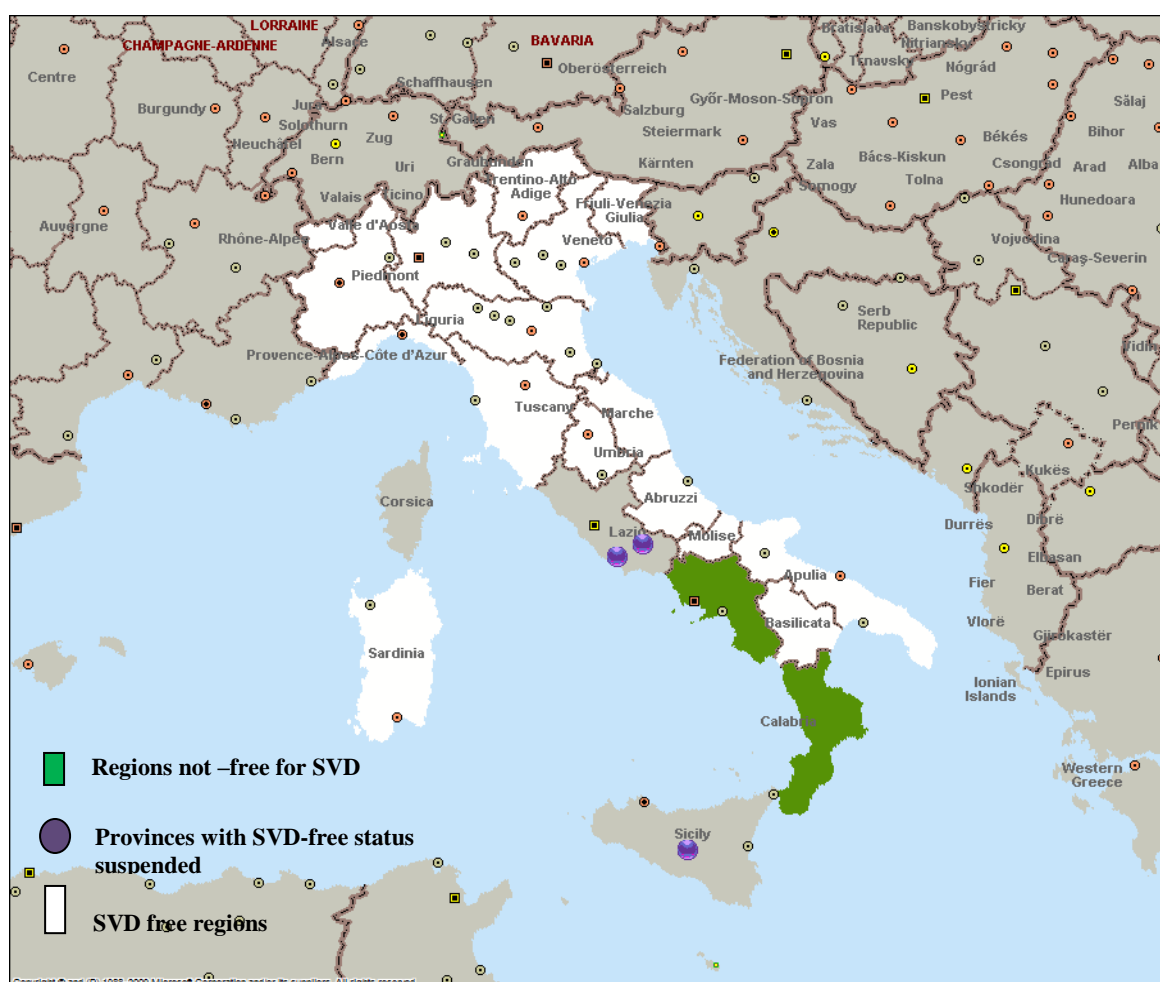 LORRAINE
CHAMPAGNE-ARDENNE
Alsace
BAVARIA
Bratislava
Banskobystricky
Nitriansky
Trnavsky
Centre
Schaffhausen
Oberösterreich
Nógrád
Burgundy
Jura
Solothurn
St. Gallen
Salzburg
Győr-Moson-Sopron
Pest
Sălaj
Neuchâtel
Zug
Steiermark
Vas
Békés
Bihor
Bern
Uri
Graubünden
Kärnten
Zala
Bács-Kiskun
Csongrád
Arad
Alba
Valais
Ticino
Trentino-Alto
Adige
Somogy
Tolna
Hunedoara
Auvergne
Valle d'Aosta
Friuli-Venezia
Giulia
Rhône-Alpes
Veneto
Vojvodina
Caraş-Severin
Piedmont
Liguria
Serb
Republic
Vidin
Provence-Alpes-Côte d'Azur
Federation of Bosnia
and Herzegovina
Tuscany
Marche
Pernik
Umbria
Kukës
Corsica
Abruzzi
Shkodër
Lazio
Molise
Durrës
Dibrë
Apulia
Elbasan
Fier
Berat
Basilicata
Vlorë
Gjirokastër
Sardinia
Epirus
Ionian
Islands
Calabria
Western
Greece
Sicily
Regions not –free for SVD
Provinces with SVD-free status
suspended
SVD free regions